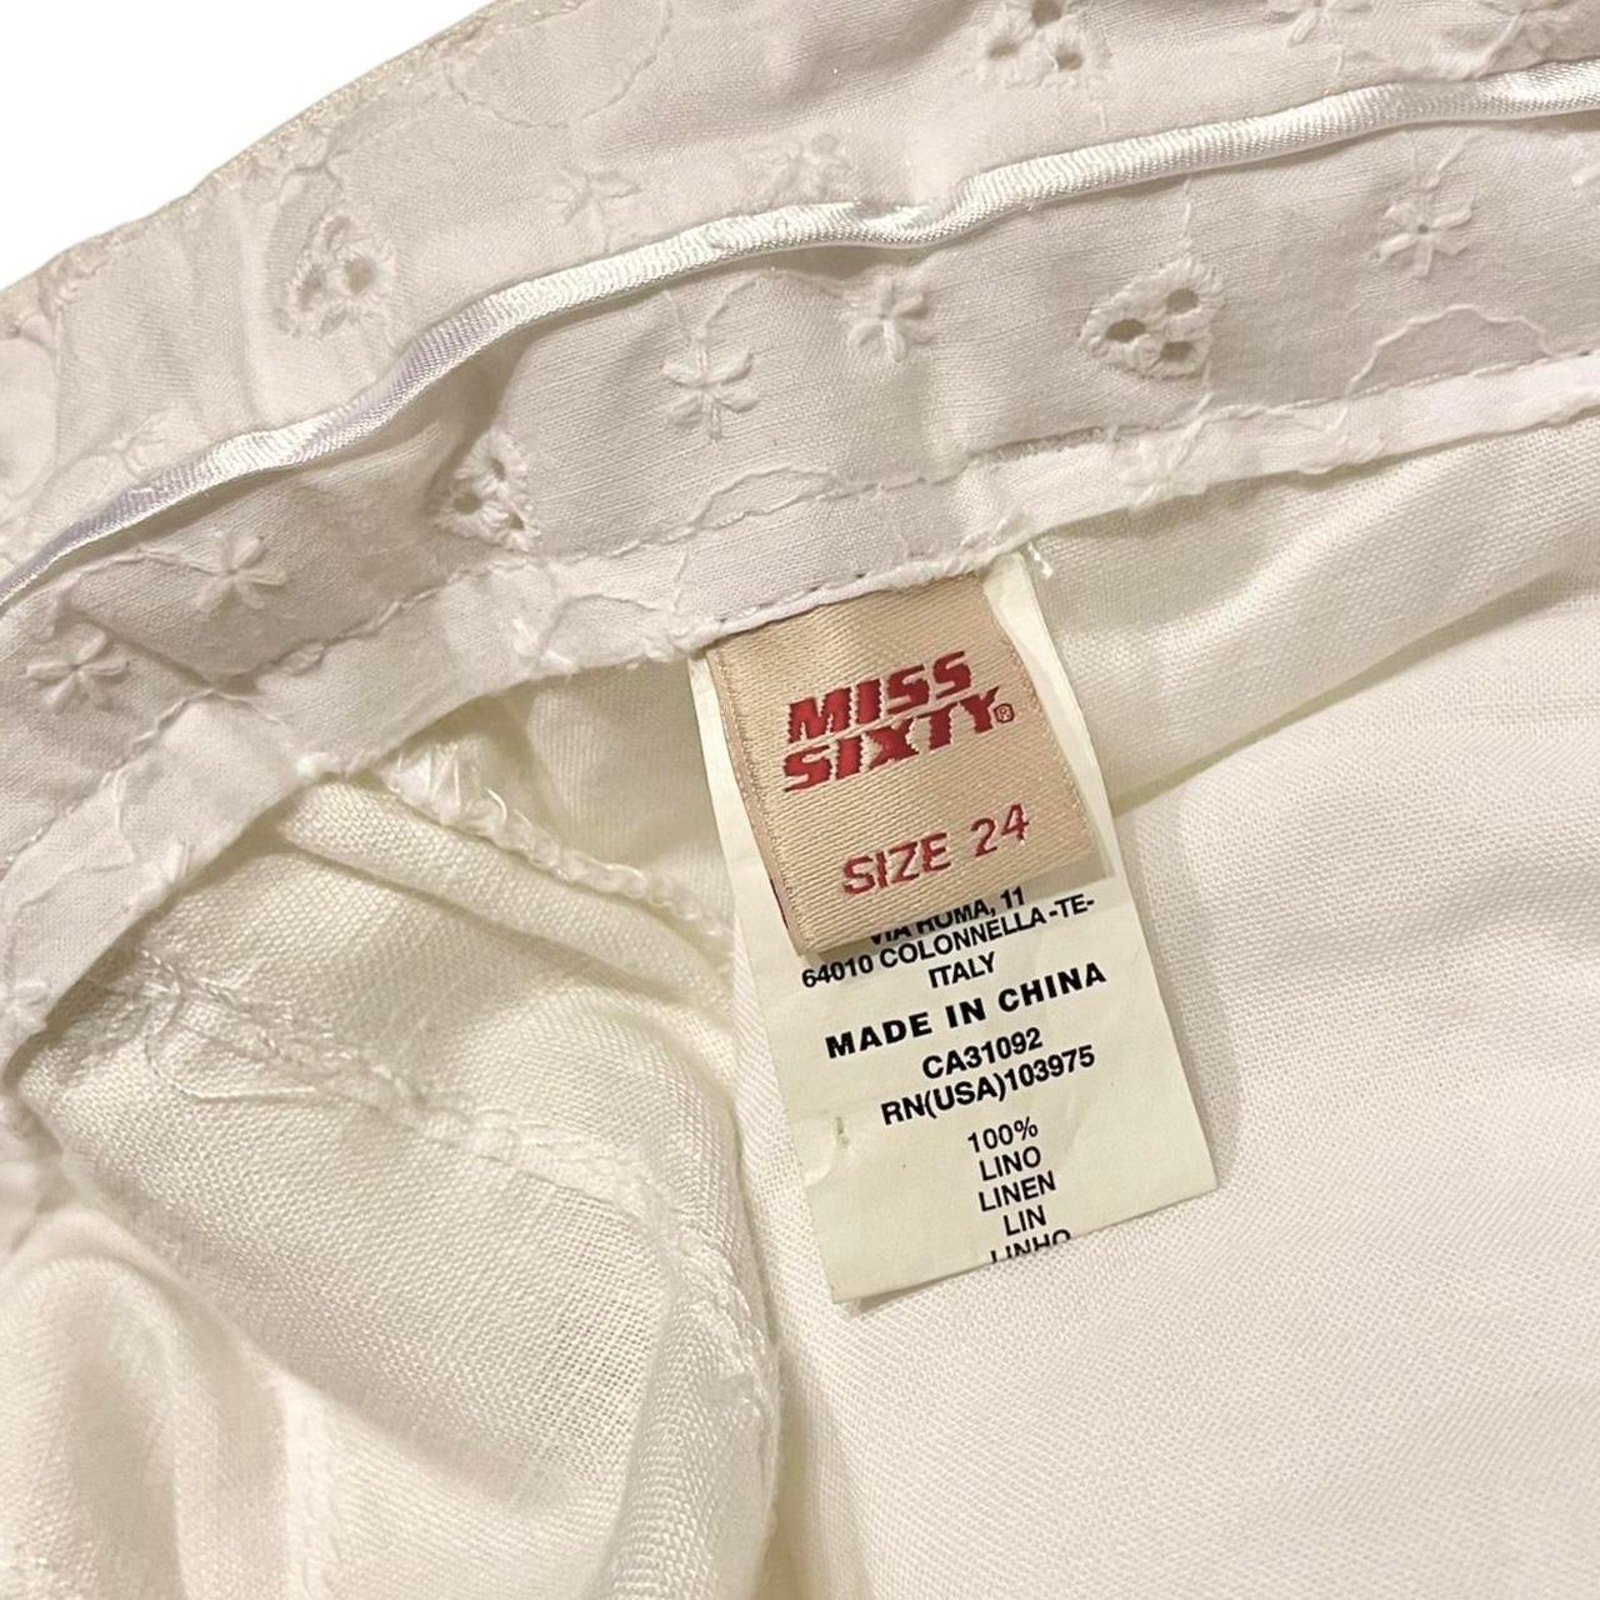 MISS
SIXTY®
SIZE 24
VIA ROMA, 11
64010 COLONNELLA -TE-
ITALY
MADE IN CHINA
CA31092
RN(USA)103975
100%
LINO
LINEN
LIN
LINHO